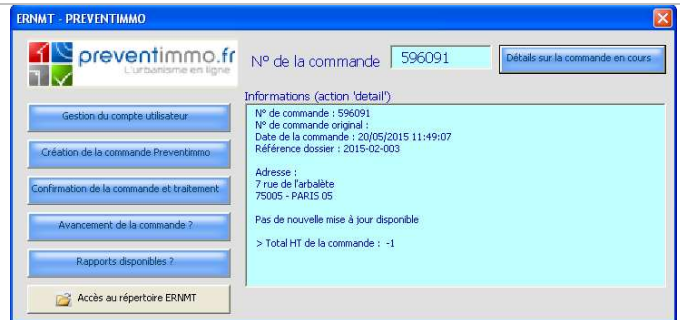 ERNMT - PREVENTIMMO
preventimmo.fr
L'urbanisme en ligne
N° de la commande 596091
Détails sur la commande en cours
Informations (action 'detail')
Gestion du compte utilisateur
Création de la commande Preventimmo
Confirmation de la commande et traitement
Avancement de la commande ?
Rapports disponibles ?
Accès au répertoire ERNMT
N° de commande : 596091
N° de commande original :
Date de la commande : 20/05/2015 11:49:07
Référence dossier : 2015-02-003
Adresse :
7 rue de l'arbalète
75005 - PARIS 05
Pas de nouvelle mise à jour disponible
> Total HT de la commande : -1